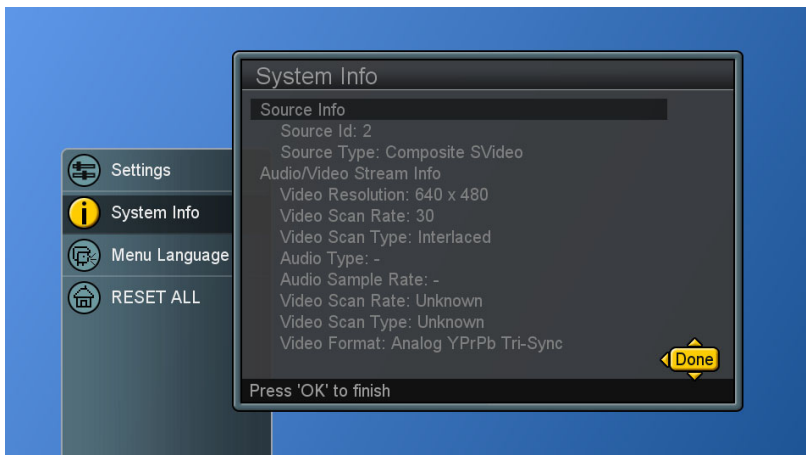 System Info
Source Info
Source Id: 2
Source Type: Composite SVideo
Audio/Video Stream Info
Video Resolution: 640 x 480
Video Scan Rate: 30
Video Scan Type: Interlaced
Audio Type: -
Audio Sample Rate: -
Video Scan Rate: Unknown
Video Scan Type: Unknown
Video Format: Analog YPrPb Tri-Sync
Done
Press 'OK' to finish
Settings
System Info
Menu Language
RESET ALL